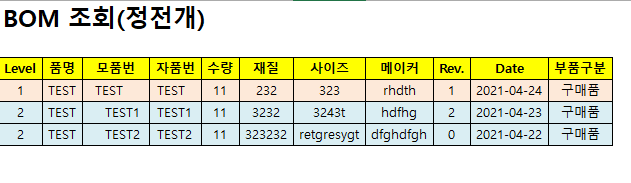 BOM 조회(정전개)
Level 품명 모품번 자품번 수량 재질 사이즈 메이커 Rev. Date 부품구분
1 TEST TEST TEST 11 232 323 rhdth 1 2021-04-24 구매품
2 TEST TEST1 TEST1 11 3232 3243t hdfhg 2 2021-04-23 구매품
2 TEST TEST2 TEST2 11 323232 retgresygt dfghdfgh 0 2021-04-22 구매품